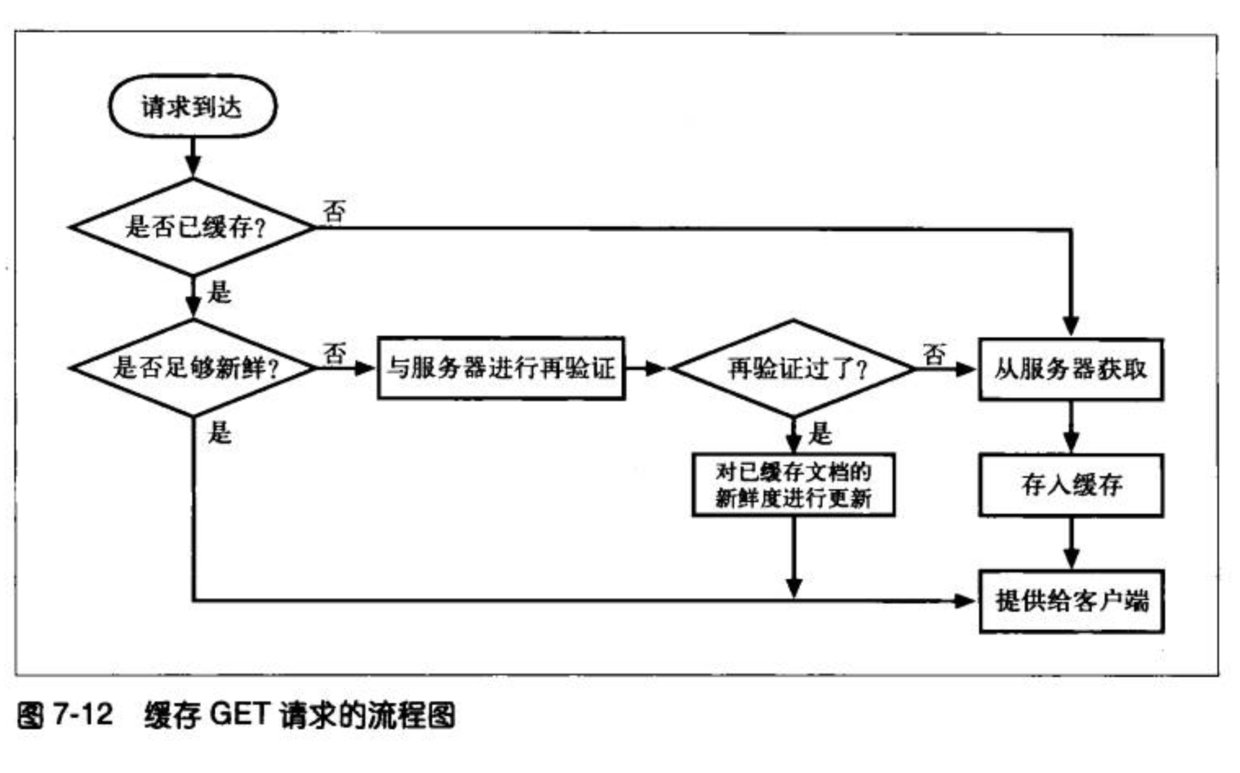 请求到达
是否已缓存?
否
是
是否足够新鲜?
否
与服务器进行再验证
再验证过了?
否
从服务器获取
是
是
对已缓存文档的
新鲜度进行更新
存入缓存
提供给客户端
图 7-12 缓存 GET 请求的流程图